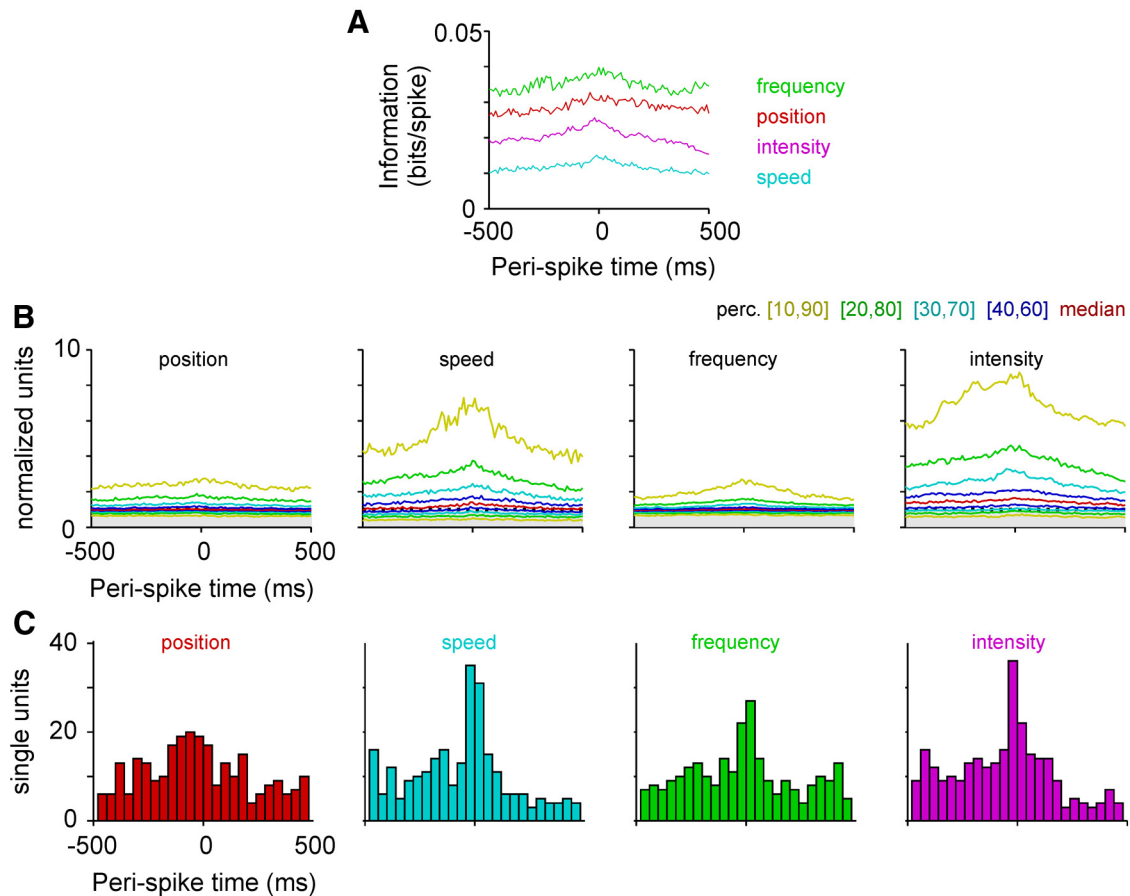 A
0.05
Information
(bits/spike)
0
-500
0
500
Peri-spike time (ms)
frequency
position
intensity
speed
B
perc. [10,90] [20,80] [30,70] [40,60] median
10
normalized units
0
position
speed
frequency
intensity
-500
0
500
Peri-spike time (ms)
C
40
20
0
single units
position
speed
frequency
intensity
-500
0
500
Peri-spike time (ms)